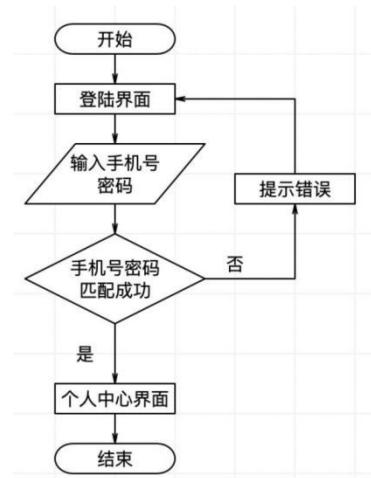 开始
登陆界面
输入手机号
密码
提示错误
手机号密码
匹配成功
否
是
个人中心界面
结束